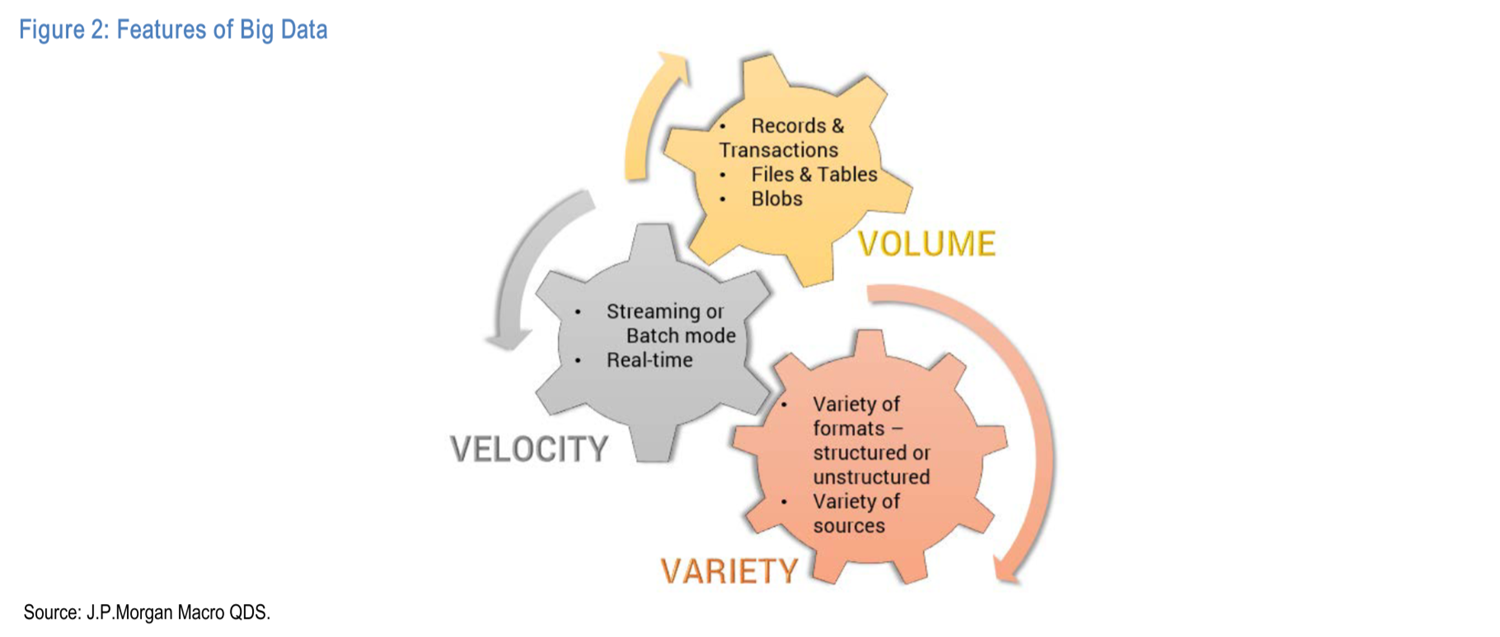 Figure 2: Features of Big Data
• Records &
Transactions
• Files & Tables
• Blobs
VOLUME
• Streaming or
Batch mode
• Real-time
VELOCITY
• Variety of
formats –
structured or
unstructured
• Variety of
sources
VARIETY
Source: J.P.Morgan Macro QDS.